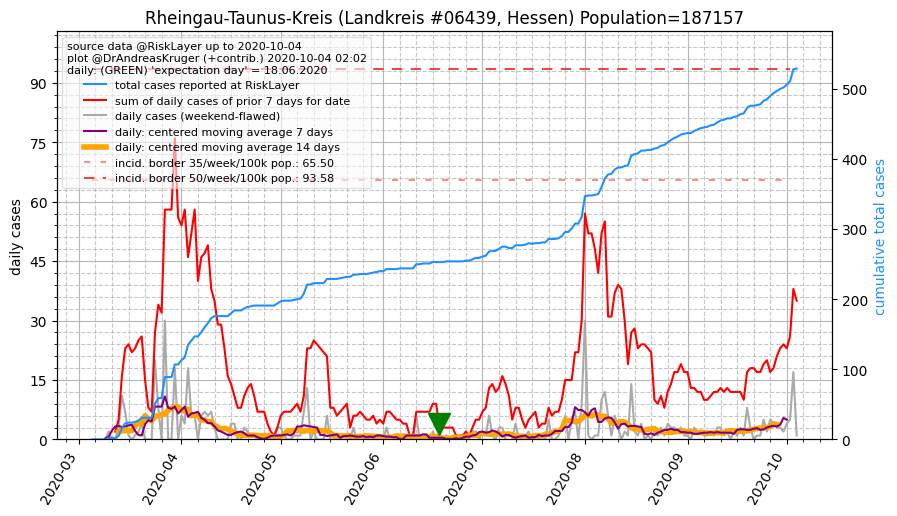 Rheingau-Taunus-Kreis (Landkreis #06439, Hessen) Population=187157
source data @RiskLayer up to 2020-10-04
plot @DrAndreasKruger (+contrib.) 2020-10-04 02:02
daily: (GREEN) 'expectation day' = 18.06.2020
total cases reported at RiskLayer
sum of daily cases of prior 7 days for date
daily cases (weekend-flawed)
daily: centered moving average 7 days
daily: centered moving average 14 days
incid. border 35/week/100k pop.: 65.50
incid. border 50/week/100k pop.: 93.58
daily cases
90
75
60
45
30
15
0
cumulative total cases
500
400
300
200
100
0
2020-03
2020-04
2020-05
2020-06
2020-07
2020-08
2020-09
2020-10